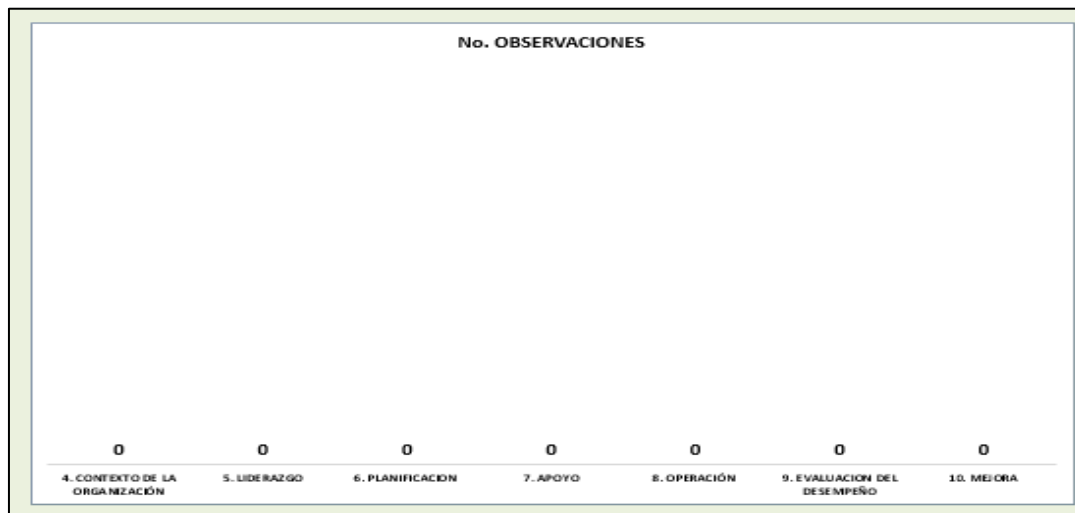 No. OBSERVACIONES
0 0 0 0 0 0 0
4. CONTEXTO DE LA ORGANIZACIÓN
5. LIDERAZGO
6. PLANIFICACION
7. APOYO
8. OPERACIÓN
9. EVALUACION DEL DESEMPEÑO
10. MEJORA